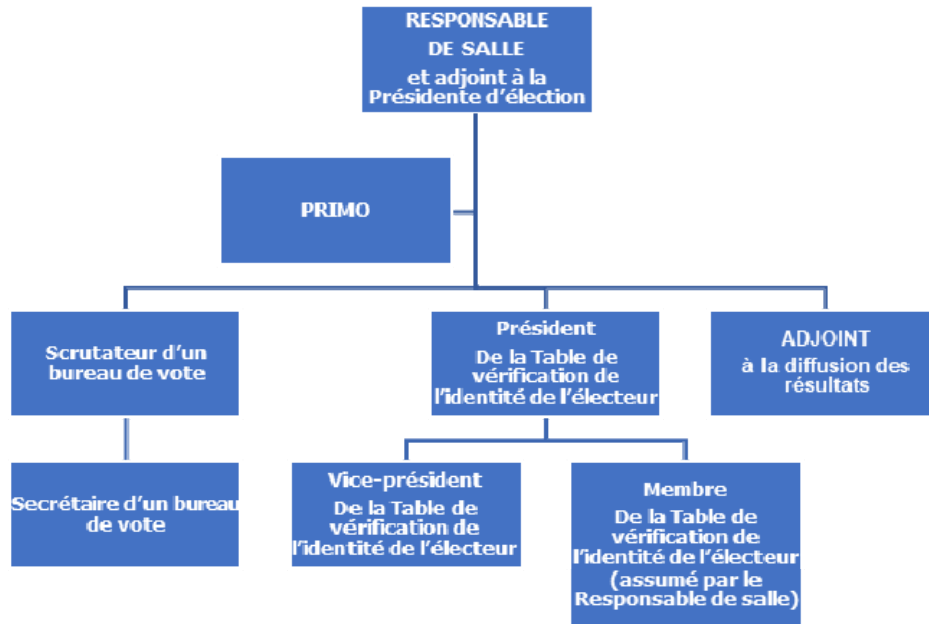 RESPONSABLE
DE SALLE
et adjoint à la
Présidente d'élection
PRIMO
Scrutateur d'un
bureau de vote
Président
De la Table de
vérification de
l'identité de l'électeur
ADJOINT
à la diffusion des
résultats
Secrétaire d'un bureau
de vote
Vice-président
De la Table de
vérification de
l'identité de l'électeur
Membre
De la Table de
vérification de
l'identité de l'électeur
(assumé par le
Responsable de salle)